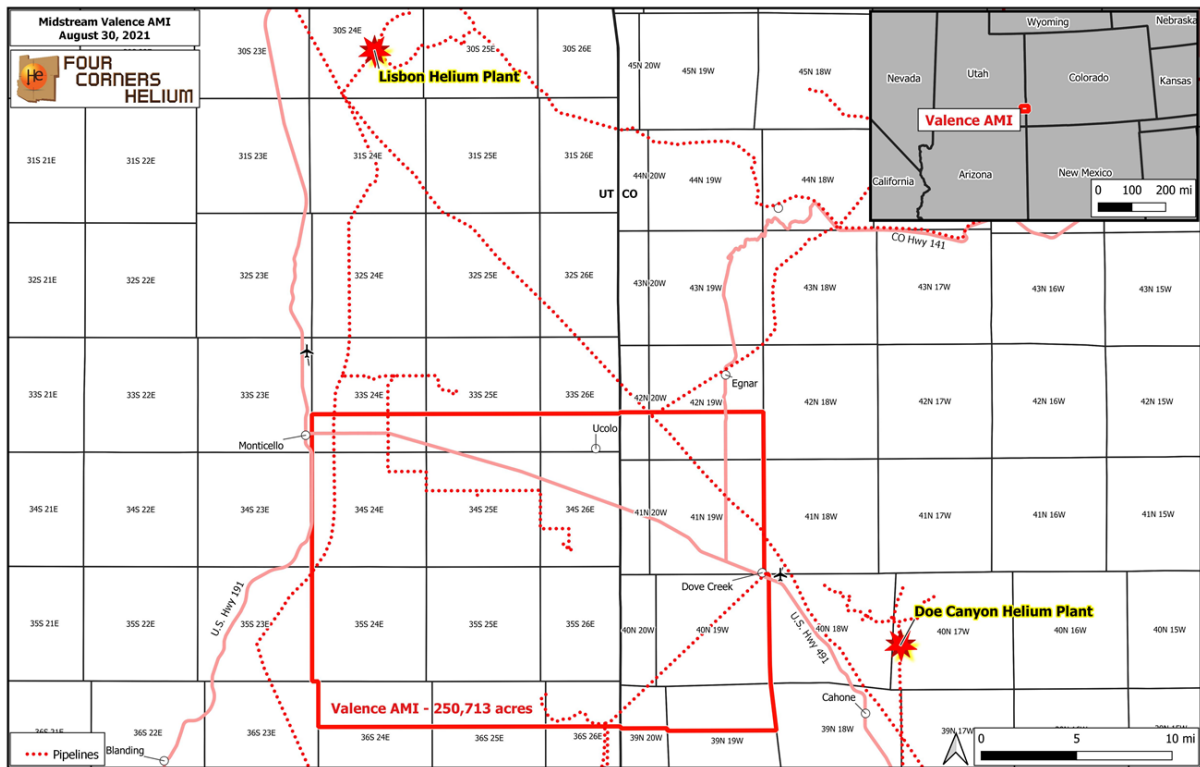 Midstream Valence AMI
August 30, 2021
He
FOUR
CORNERS
HELIUM
30S 23E
30S 24E
30S 25E
30S 26E
45N 20W
45N 19W
45N 18W
Lisbon Helium Plant
Wyoming
Nebraska
Nevada
Utah
Colorado
Kansas
Valence AMI
California
Arizona
New Mexico
0 100 200 mi
31S 21E
31S 22E
31S 23E
31S 24E
31S 25E
31S 26E
44N 20W
44N 19W
44N 18W
UT CO
CO Hwy 141
32S 21E
32S 22E
32S 23E
32S 24E
32S 25E
32S 26E
43N 20W
43N 19W
43N 18W
43N 17W
43N 16W
43N 15W
Egnar
33S 21E
33S 22E
33S 23E
33S 24E
33S 25E
33S 26E
42N 20W
42N 19W
42N 18W
42N 17W
42N 16W
42N 15W
Monticello
Ucolo
34S 21E
34S 22E
34S 23E
34S 24E
34S 25E
34S 26E
41N 20W
41N 19W
41N 18W
41N 17W
41N 16W
41N 15W
Dove Creek
U.S. Hwy 191
U.S. Hwy 491
Doe Canyon Helium Plant
35S 21E
35S 22E
35S 23E
35S 24E
35S 25E
35S 26E
40N 20W
40N 19W
40N 18W
40N 17W
40N 16W
40N 15W
Cahone
Valence AMI - 250,713 acres
36S 22E
36S 23E
36S 24E
36S 25E
36S 26E
39N 20W
39N 19W
39N 18W
39N 17W
Blanding
Pipelines
0 5 10 mi